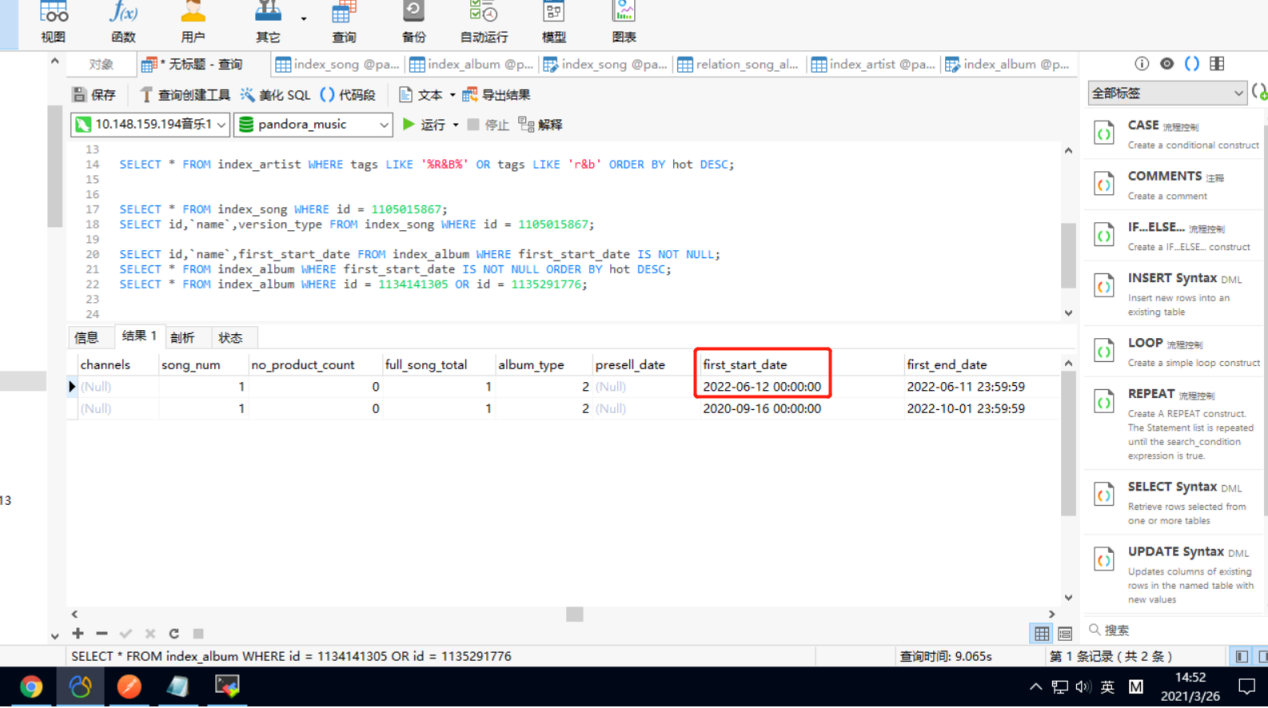 视图 函数 用户 其它 查询 备份 自动运行 模型 图表
对象 * 无标题 - 查询 index_song @pa... index_album @p... index_song @pa... relation_song_al... index_artist @pa... index_album @p...
保存 查询创建工具 美化 SQL () 代码段 文本 导出结果
10.148.159.194音乐1 pandora_music 运行 停止 解释
13
14 SELECT * FROM index_artist WHERE tags LIKE '%R&B%' OR tags LIKE 'r&b' ORDER BY hot DESC;
15
16
17 SELECT * FROM index_song WHERE id = 1105015867;
18 SELECT id,`name`,version_type FROM index_song WHERE id = 1105015867;
19
20 SELECT id,`name`,first_start_date FROM index_album WHERE first_start_date IS NOT NULL;
21 SELECT * FROM index_album WHERE first_start_date IS NOT NULL ORDER BY hot DESC;
22 SELECT * FROM index_album WHERE id = 1134141305 OR id = 1135291776;
23
24
信息 结果 1 剖析 状态
channels song_num no_product_count full_song_total album_type presell_date first_start_date first_end_date
(Null) 1 0 1 2 (Null) 2022-06-12 00:00:00 2022-06-11 23:59:59
(Null) 1 0 1 2 (Null) 2020-09-16 00:00:00 2022-10-01 23:59:59
13
SELECT * FROM index_album WHERE id = 1134141305 OR id = 1135291776 查询时间: 9.065s 第 1 条记录 ( 共 2 条 )
全部标签
CASE 流程控制
Create a conditional construct
COMMENTS 注释
Create a comment
IF...ELSE... 流程控制
Create a IF...ELSE... construct
INSERT Syntax DML
Insert new rows into an
existing table
LOOP 流程控制
Create a simple loop construct
REPEAT 流程控制
Create A REPEAT construct.
The Statement list is repeated
until the search_condition
expression is true.
SELECT Syntax DML
Retrieve rows selected from
one or more tables
UPDATE Syntax DML
Updates columns of existing
rows in the named table with
new values
搜索
英 M 14:52
2021/3/26